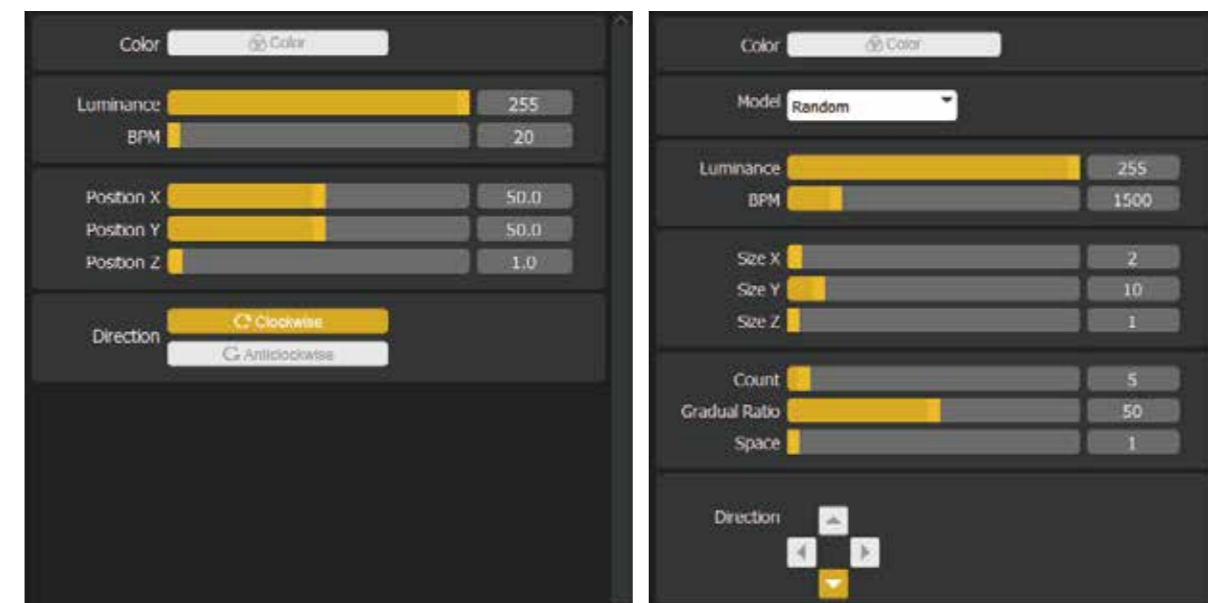 Color Color
Luminance 255
BPM 20
Position X 50.0
Position Y 50.0
Position Z 1.0
Direction Clockwise
Anticlockwise
Color Color
Model Random
Luminance 255
BPM 1500
Size X 2
Size Y 10
Size Z 1
Count 5
Gradual Ratio 50
Space 1
Direction